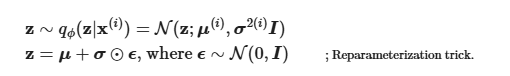 z ∼ q_ϕ(z|x^(i)) = 𝒩(z; μ^(i), σ^2(i)I)
z = μ + σ ⊙ ϵ, where ϵ ∼ 𝒩(0, I) ; Reparameterization trick.